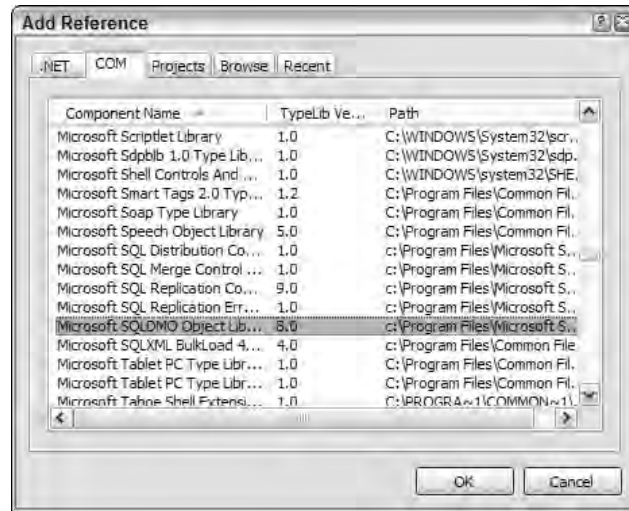 Add Reference
.NET COM Projects Browse Recent
Component Name TypeLib Ve... Path
Microsoft Scriptlet Library 1.0 C:\WINDOWS\System32\scr...
Microsoft Sdpblb 1.0 Type Lib... 1.0 C:\WINDOWS\system32\sdp.
Microsoft Shell Controls And ... 1.0 C:\WINDOWS\system32\SHE.
Microsoft Smart Tags 2.0 Typ... 1.2 C:\Program Files\Common Fil.
Microsoft Soap Type Library 1.0 C:\Program Files\Common Fil.
Microsoft Speech Object Library 5.0 C:\Program Files\Common Fil.
Microsoft SQL Distribution Co... 1.0 c:\Program Files\Microsoft S...
Microsoft SQL Merge Control ... 1.0 c:\Program Files\Microsoft S...
Microsoft SQL Replication Co... 9.0 c:\Program Files\Microsoft S...
Microsoft SQL Replication Err... 1.0 c:\Program Files\Microsoft S...
Microsoft SQLDMO Object Lib... 8.0 c:\Program Files\Microsoft S...
Microsoft SQLXML BulkLoad 4... 4.0 c:\Program Files\Common File
Microsoft Tablet PC Type Libr... 1.0 C:\Program Files\Common Fil.
Microsoft Tablet PC Type Libr... 1.0 C:\Program Files\Common Fil.
Microsoft Tahoe Shell Extensi... 1.0 C:\PROGRA~1\COMMON~1\.
OK Cancel